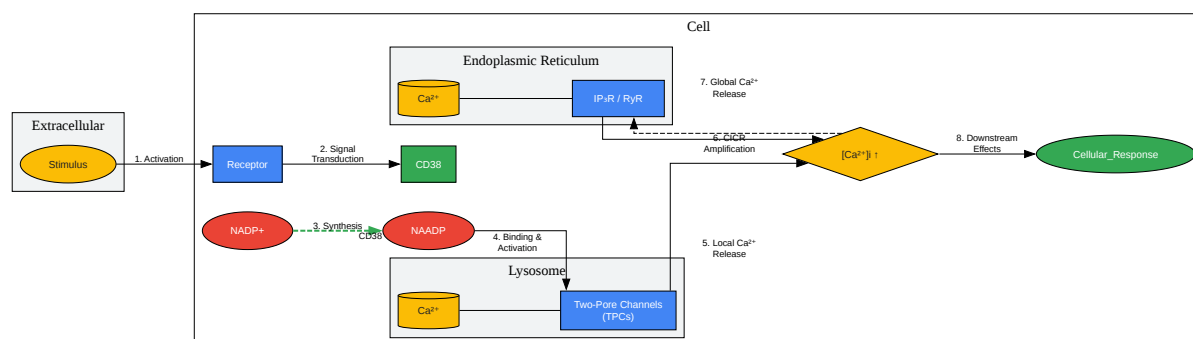 Cell
Endoplasmic Reticulum
Ca²⁺
IP₃R / RyR
7. Global Ca²⁺
Release
Extracellular
Stimulus
1. Activation
Receptor
2. Signal
Transduction
CD38
6. CICR
Amplification
[Ca²⁺]i ↑
8. Downstream
Effects
Cellular_Response
NADP+
3. Synthesis
CD38
NAADP
4. Binding &
Activation
5. Local Ca²⁺
Release
Lysosome
Ca²⁺
Two-Pore Channels
(TPCs)